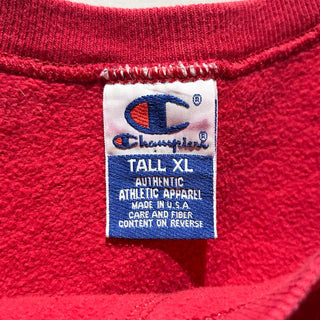 ®
Champion®
TALL XL
AUTHENTIC
ATHLETIC APPAREL
MADE IN U.S.A.
CARE AND FIBER
CONTENT ON REVERSE